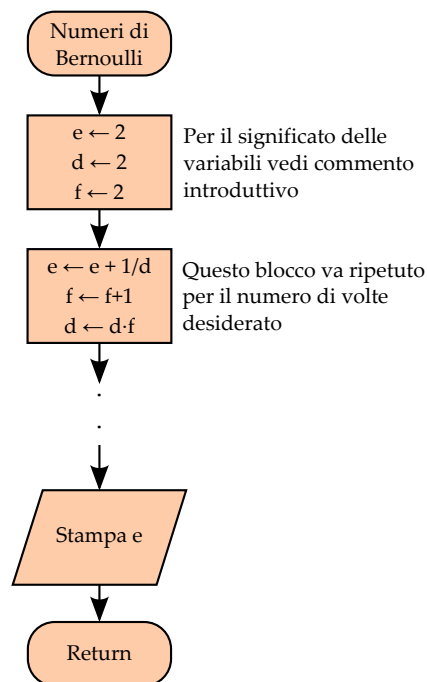 Numeri di
Bernoulli
e ← 2
d ← 2
f ← 2
Per il significato delle
variabili vedi commento
introduttivo
e ← e + 1/d
f ← f+1
d ← d·f
Questo blocco va ripetuto
per il numero di volte
desiderato
.
.
Stampa e
Return